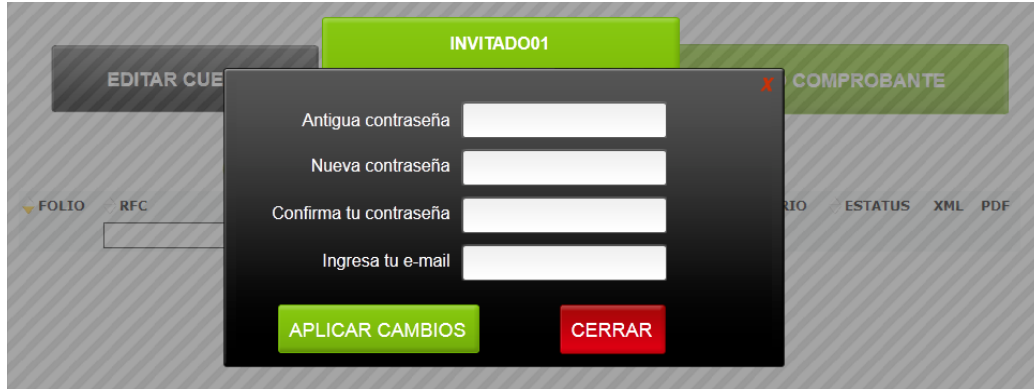 INVITADO01
EDITAR CUE
COMPROBANTE
X
Antigua contraseña
Nueva contraseña
FOLIO RFC
RIO ESTATUS XML PDF
Confirma tu contraseña
Ingresa tu e-mail
APLICAR CAMBIOS
CERRAR